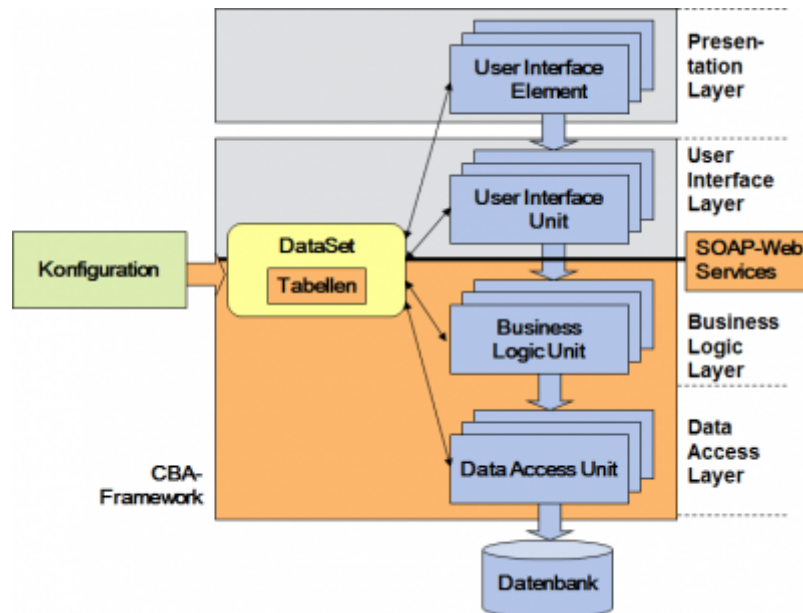 User Interface
Element
Presen-
tation
Layer
User Interface
Unit
User
Interface
Layer
Konfiguration
DataSet
Tabellen
SOAP-Web
Services
Business
Logic Unit
Business
Logic
Layer
Data Access Unit
Data
Access
Layer
CBA-
Framework
Datenbank